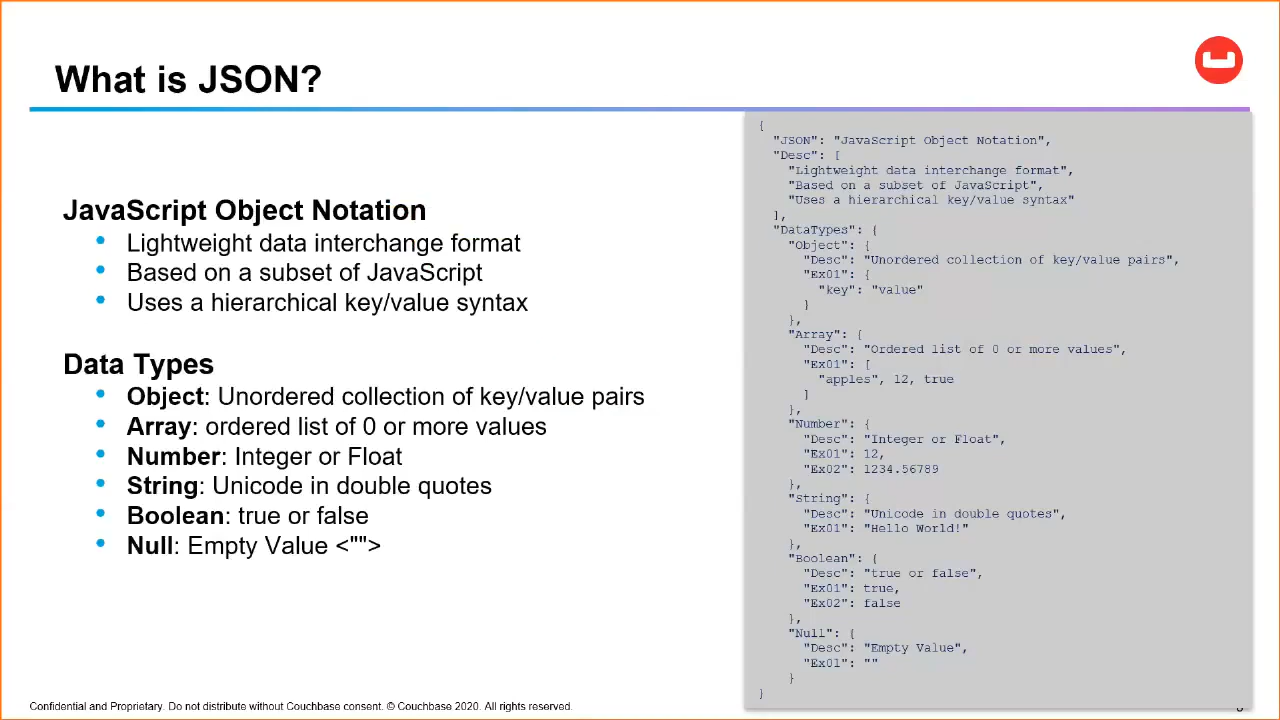 What is JSON?
JavaScript Object Notation
• Lightweight data interchange format
• Based on a subset of JavaScript
• Uses a hierarchical key/value syntax
Data Types
• Object: Unordered collection of key/value pairs
• Array: ordered list of 0 or more values
• Number: Integer or Float
• String: Unicode in double quotes
• Boolean: true or false
• Null: Empty Value <"">
{
  "JSON": "JavaScript Object Notation",
  "Desc": [
    "Lightweight data interchange format",
    "Based on a subset of JavaScript",
    "Uses a hierarchical key/value syntax"
  ],
  "DataTypes": {
    "Object": {
      "Desc": "Unordered collection of key/value pairs",
      "Ex01": {
        "key": "value"
      }
    },
    "Array": {
      "Desc": "Ordered list of 0 or more values",
      "Ex01": [
        "apples", 12, true
      ]
    },
    "Number": {
      "Desc": "Integer or Float",
      "Ex01": 12,
      "Ex02": 1234.56789
    },
    "String": {
      "Desc": "Unicode in double quotes",
      "Ex01": "Hello World!"
    },
    "Boolean": {
      "Desc": "true or false",
      "Ex01": true,
      "Ex02": false
    },
    "Null": {
      "Desc": "Empty Value",
      "Ex01": ""
    }
}
Confidential and Proprietary. Do not distribute without Couchbase consent. © Couchbase 2020. All rights reserved.